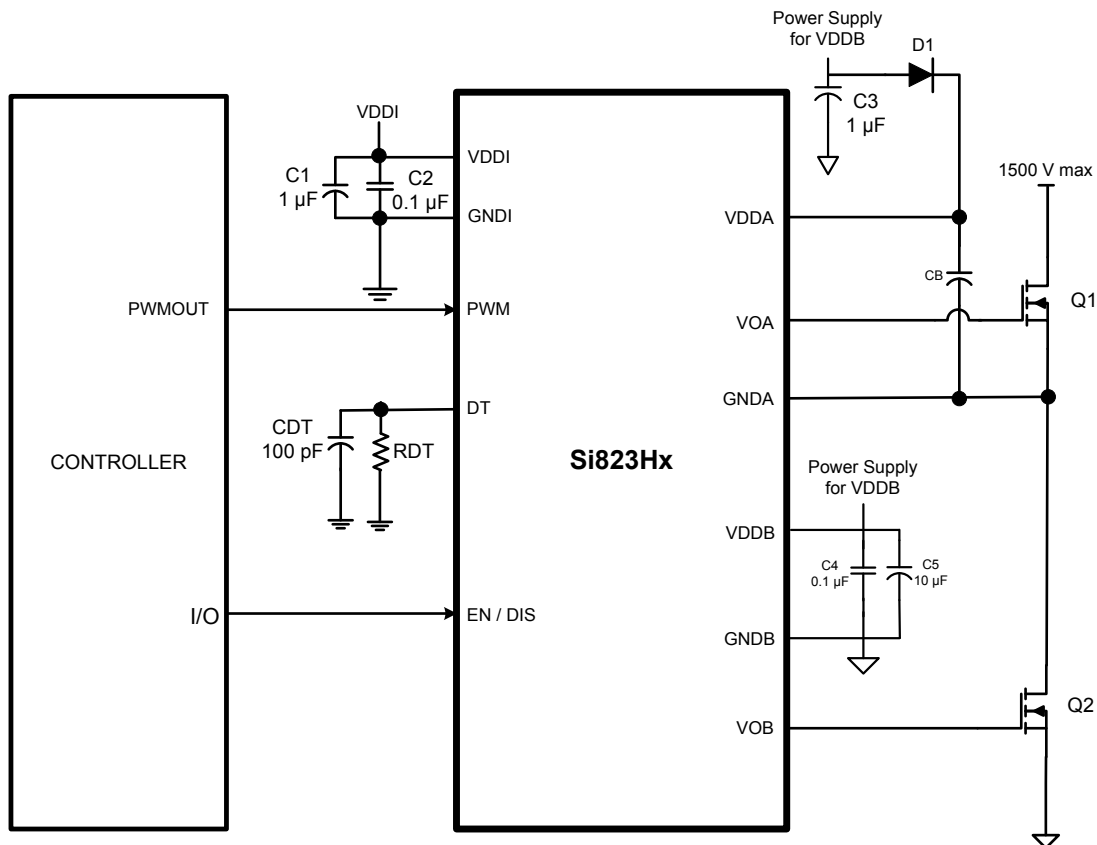 Power Supply
for VDDB
D1
C3
1 µF
VDDI
C1
1 µF
C2
0.1 µF
VDDI
GNDI
1500 V max
VDDA
CB
PWMOUT
PWM
VOA
Q1
GNDA
DT
CDT
100 pF
RDT
CONTROLLER
Si823Hx
Power Supply
for VDDB
VDDB
C4
0.1 µF
C5
10 µF
I/O
EN / DIS
GNDB
VOB
Q2